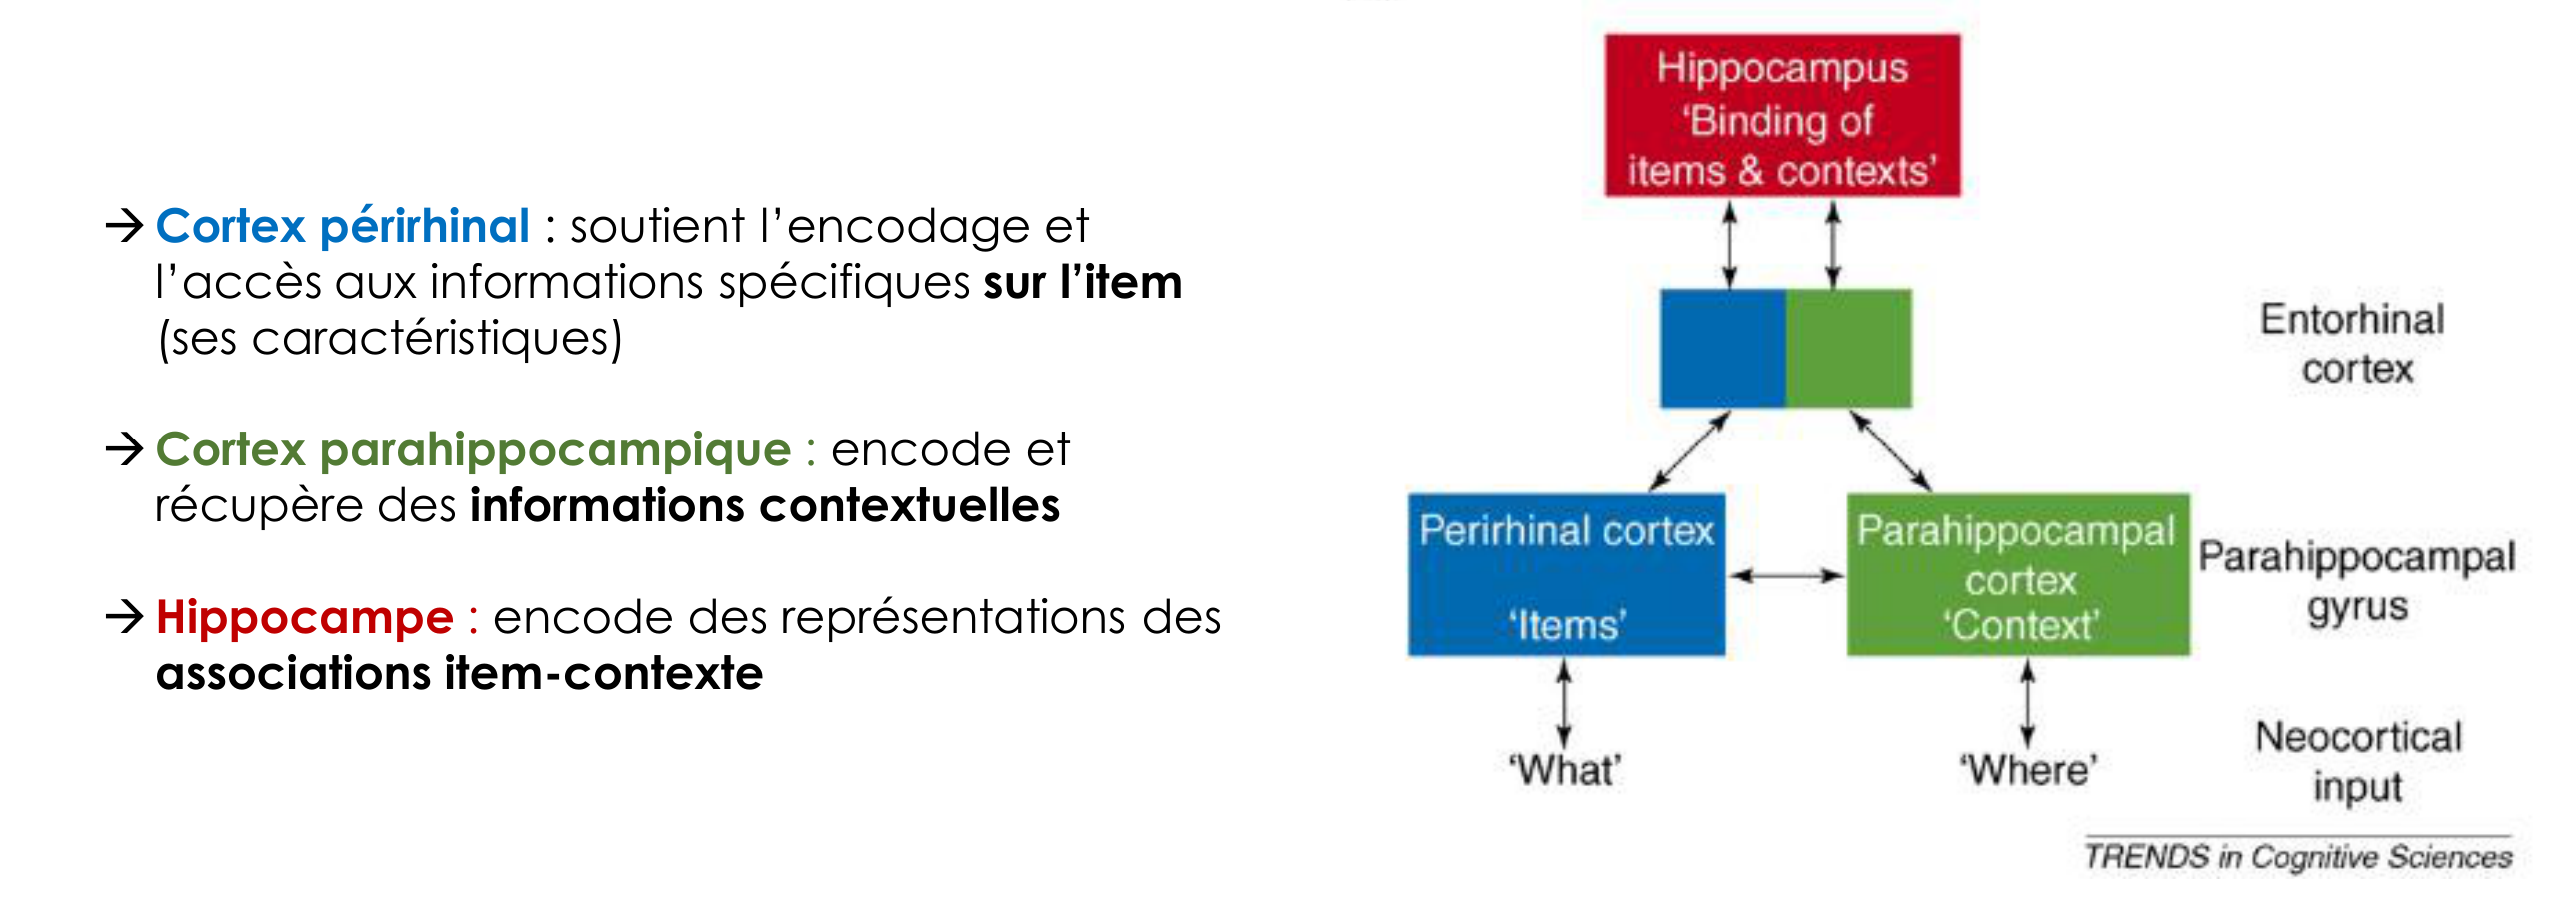 → Cortex périrhinal : soutient l’encodage et
l’accès aux informations spécifiques sur l’item
(ses caractéristiques)
→ Cortex parahippocampique : encode et
récupère des informations contextuelles
→ Hippocampe : encode des représentations des
associations item-contexte
Hippocampus
‘Binding of
items & contexts’
Entorhinal
cortex
Perirhinal cortex
‘Items’
Parahippocampal
cortex
‘Context’
Parahippocampal
gyrus
‘What’
‘Where’
Neocortical
input
TRENDS in Cognitive Sciences